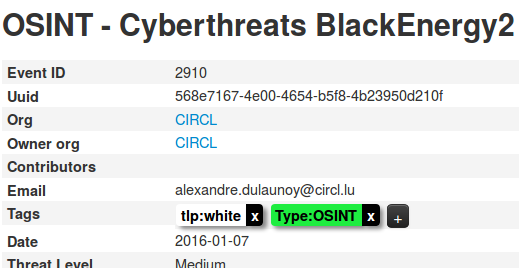 OSINT - Cyberthreats BlackEnergy2
Event ID 2910
Uuid 568e7167-4e00-4654-b5f8-4b23950d210f
Org CIRCL
Owner org CIRCL
Contributors
Email alexandre.dulaunoy@circl.lu
Tags tlp:white x Type:OSINT x +
Date 2016-01-07
Threat Level Medium